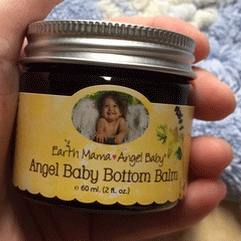 Earth Mama ♥ Angel Baby®
Angel Baby Bottom Balm
e 60 ml. (2 fl. oz.)